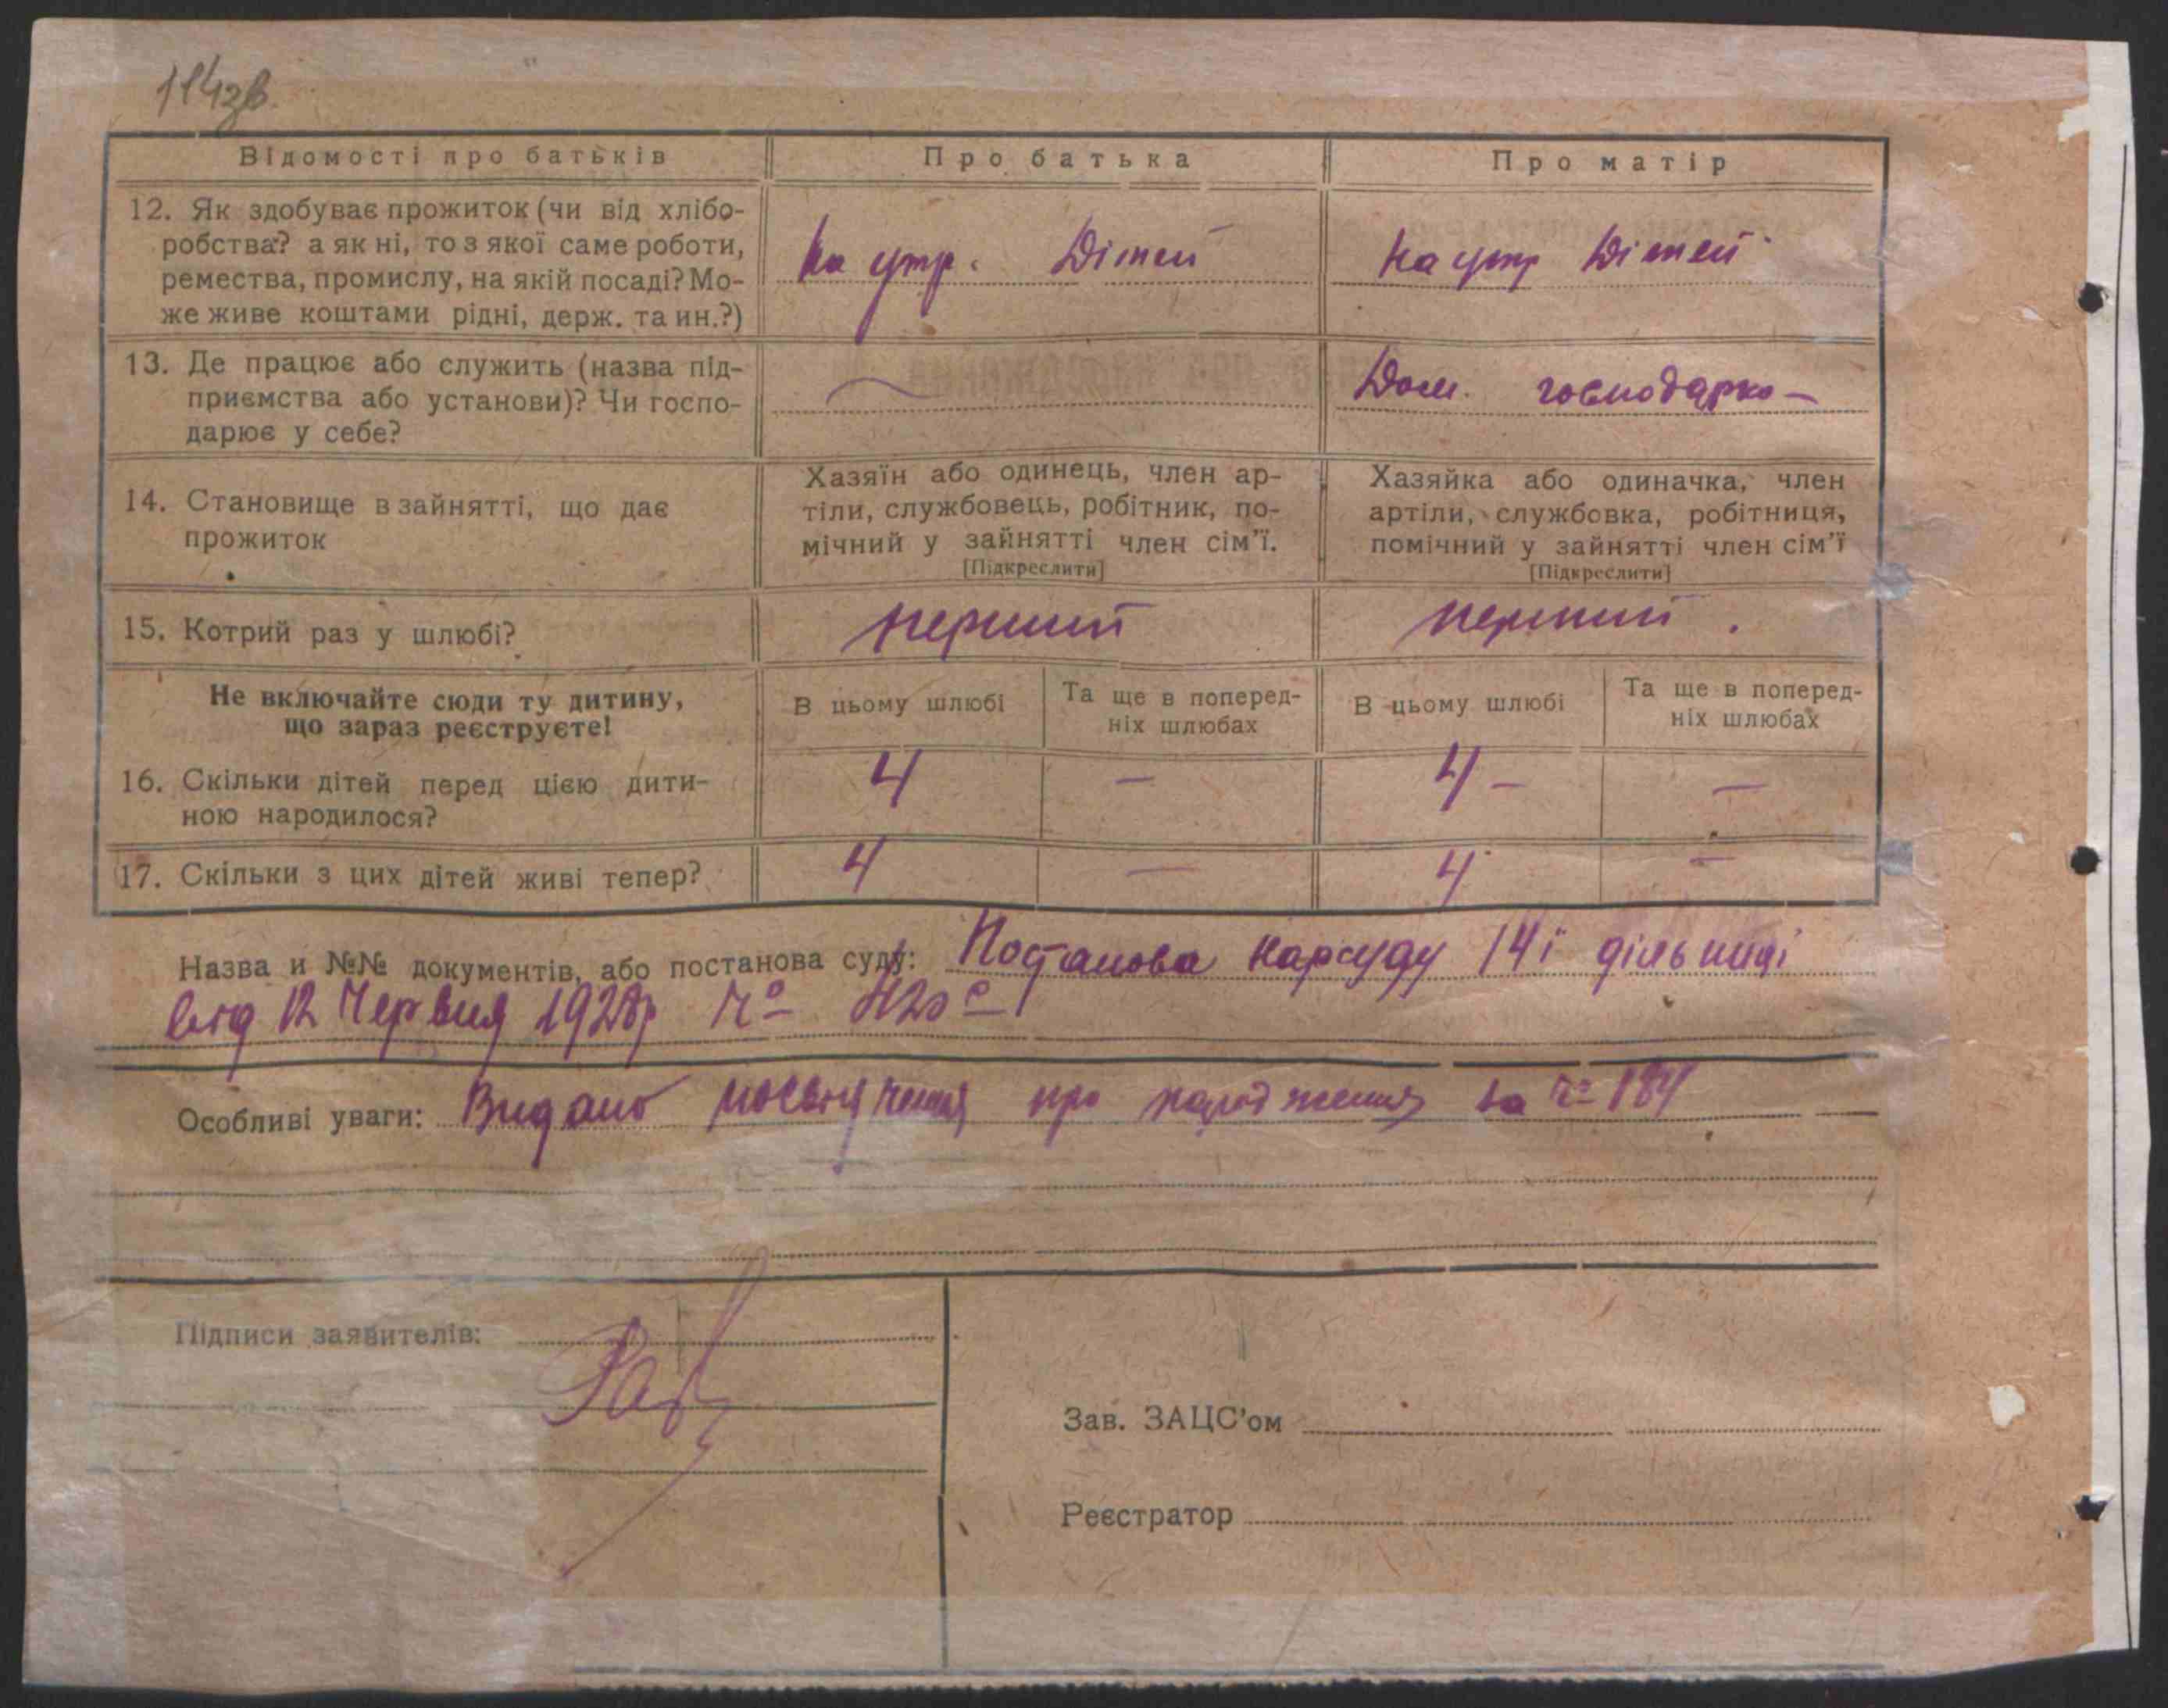 114зв.
Відомості про батьків
Про батька
Про матір
12. Як здобуває прожиток (чи від хлібо-
робства? а як ні, то з якої саме роботи,
ремества, промислу, на якій посаді? Мо-
же живе коштами рідні, держ. та ин.?)
на утр. Дітей
на утр Дітей
13. Де працює або служить (назва під-
приємства або установи)? Чи госпо-
дарює у себе?
Дом. господарко-
14. Становище в зайнятті, що дає
прожиток
Хазяїн або одинець, член ар-
тіли, службовець, робітник, по-
мічний у зайнятті член сім'ї.
[Підкреслити]
Хазяйка або одиначка, член
артіли, службовка, робітниця,
помічний у зайнятті член сім'ї
[Підкреслити]
15. Котрий раз у шлюбі?
перший
перший.
Не включайте сюди ту дитину,
що зараз реєструєте!
В цьому шлюбі
Та ще в поперед-
ніх шлюбах
В цьому шлюбі
Та ще в поперед-
ніх шлюбах
16. Скільки дітей перед цією дити-
ною народилося?
4 — 4 — —
17. Скільки з цих дітей живі тепер?
4 — 4 —
Назва и №№ документів, або постанова суду: Постанова нарсуду 14ї дільниці
від 12 Червня 1928р
Особливі уваги: Видано посвідчення про народження за № 184
Підписи заявителів:
Зав. ЗАЦС'ом
Реєстратор